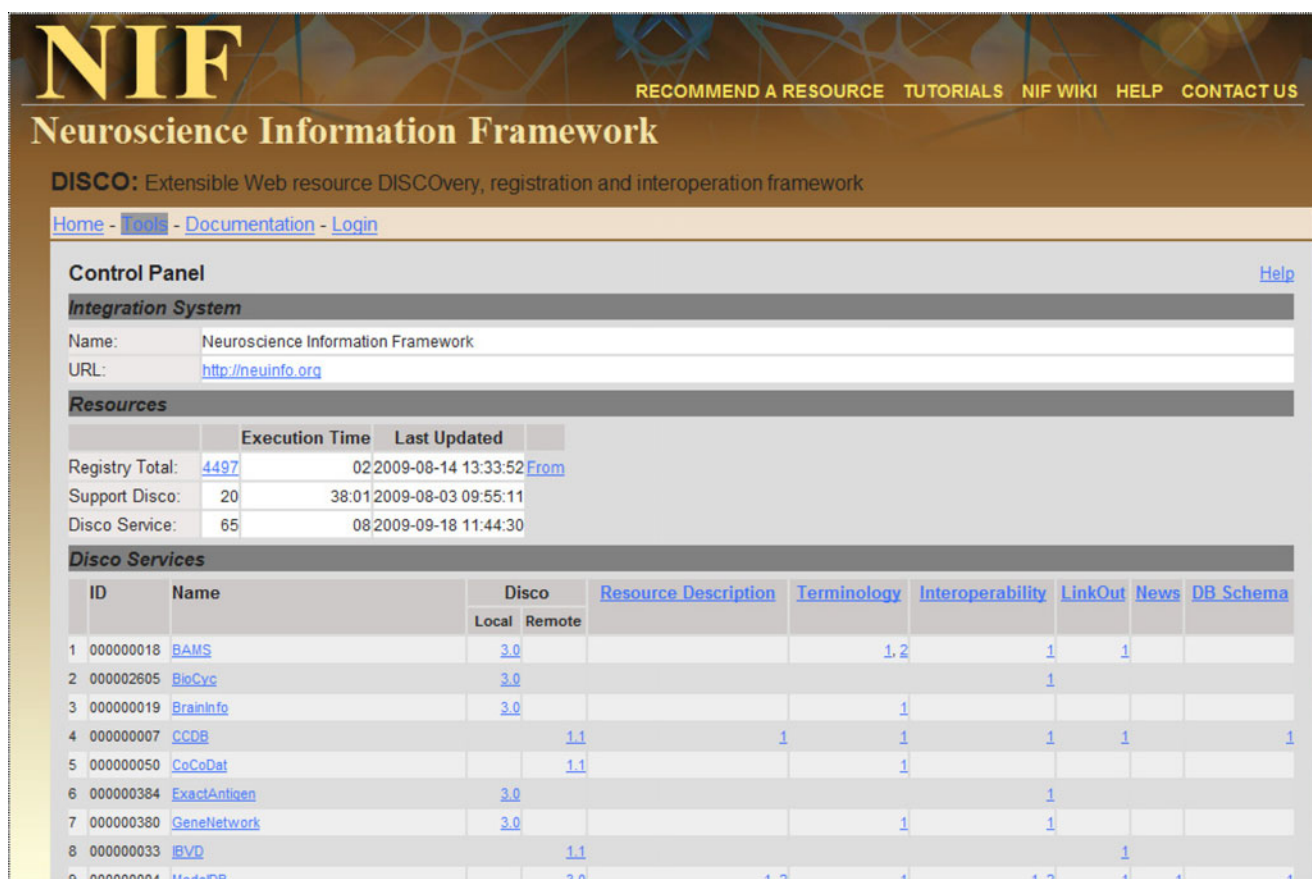 NIF
RECOMMEND A RESOURCE TUTORIALS NIF WIKI HELP CONTACT US
Neuroscience Information Framework
DISCO: Extensible Web resource DISCOvery, registration and interoperation framework
Home - Tools - Documentation - Login
Control Panel Help
Integration System
Name: Neuroscience Information Framework
URL: http://neuinfo.org
Resources
Execution Time Last Updated
Registry Total: 4497 02 2009-08-14 13:33:52 From
Support Disco: 20 38:01 2009-08-03 09:55:11
Disco Service: 65 08 2009-09-18 11:44:30
Disco Services
ID Name Disco Resource Description Terminology Interoperability LinkOut News DB Schema
Local Remote
1 000000018 BAMS 3.0 1, 2 1 1
2 000002605 BioCyc 3.0 1
3 000000019 BrainInfo 3.0 1
4 000000007 CCDB 1.1 1 1 1 1 1
5 000000050 CoCoDat 1.1 1
6 000000384 ExactAntigen 3.0 1
7 000000380 GeneNetwork 3.0 1 1
8 000000033 IBVD 1.1 1